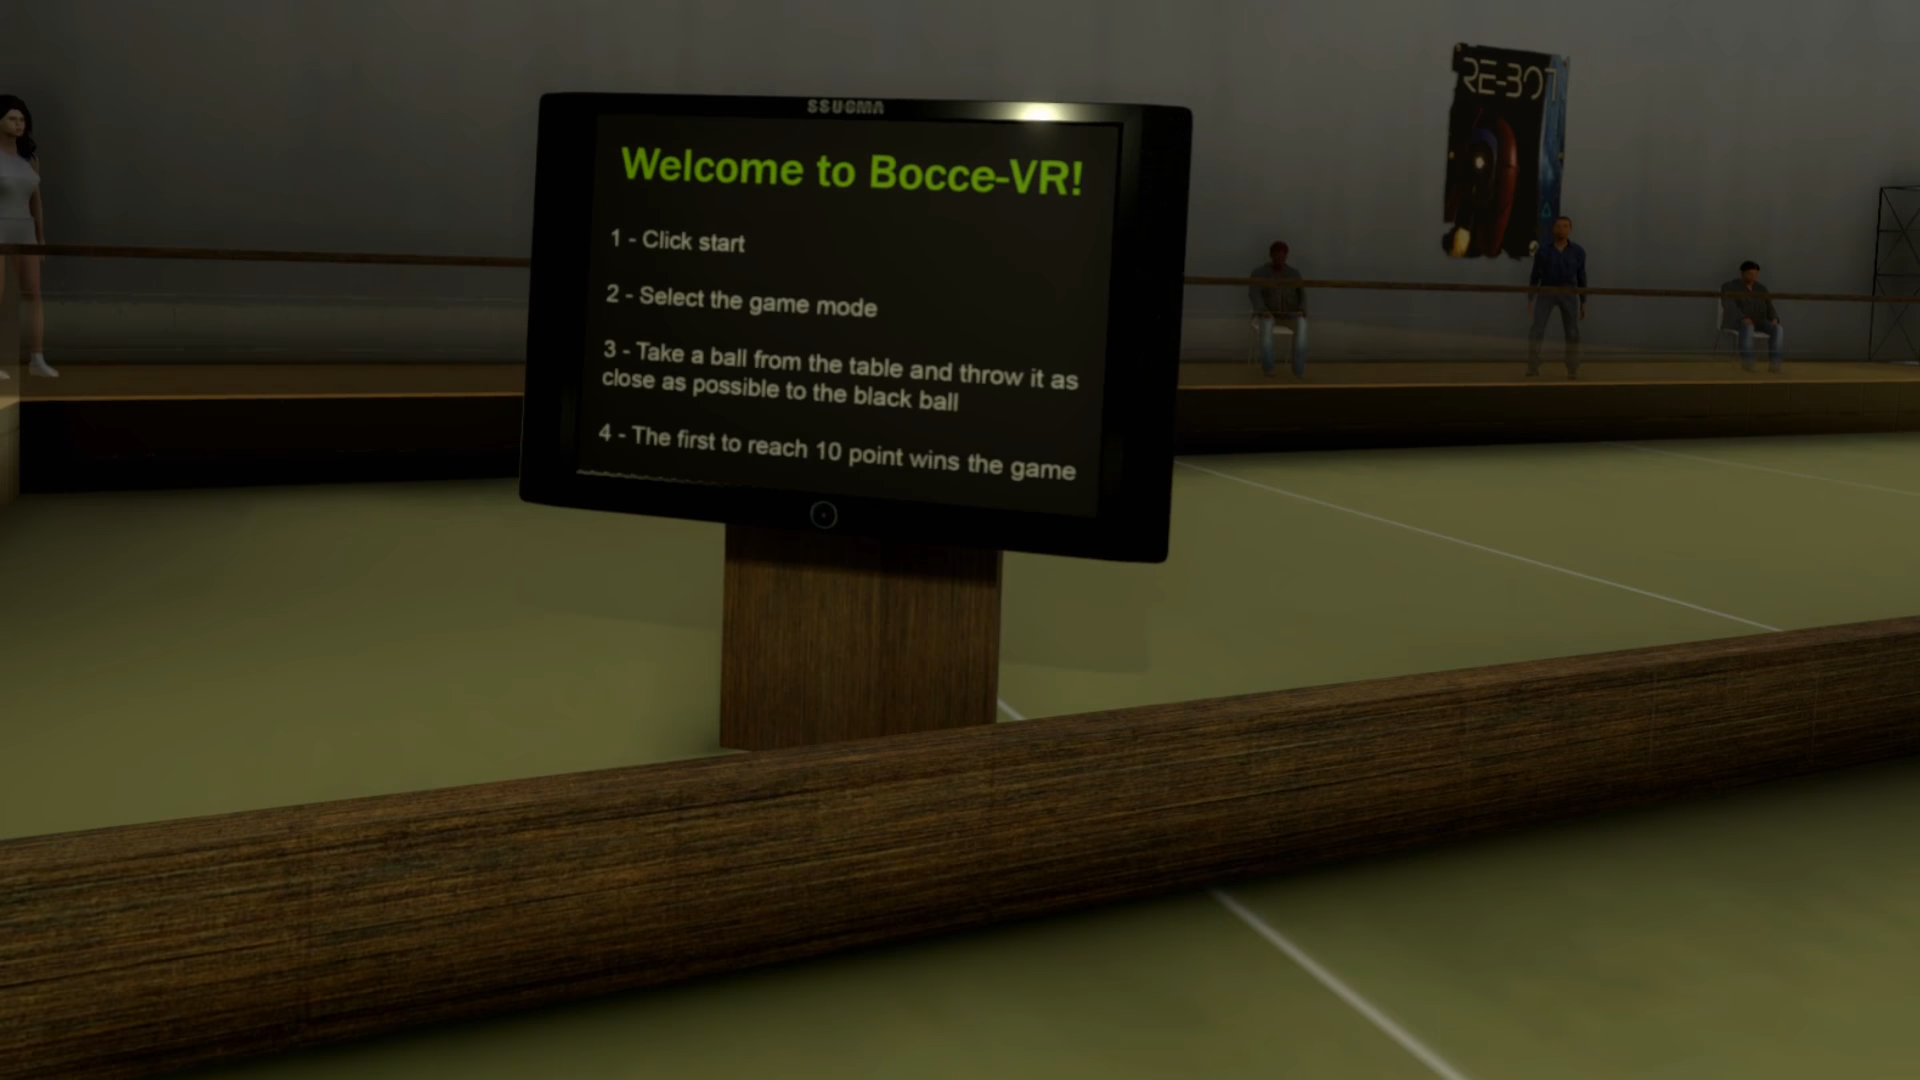 SSUGMA
Welcome to Bocce-VR!
1 - Click start
2 - Select the game mode
3 - Take a ball from the table and throw it as
close as possible to the black ball
4 - The first to reach 10 point wins the game
RE-BOT